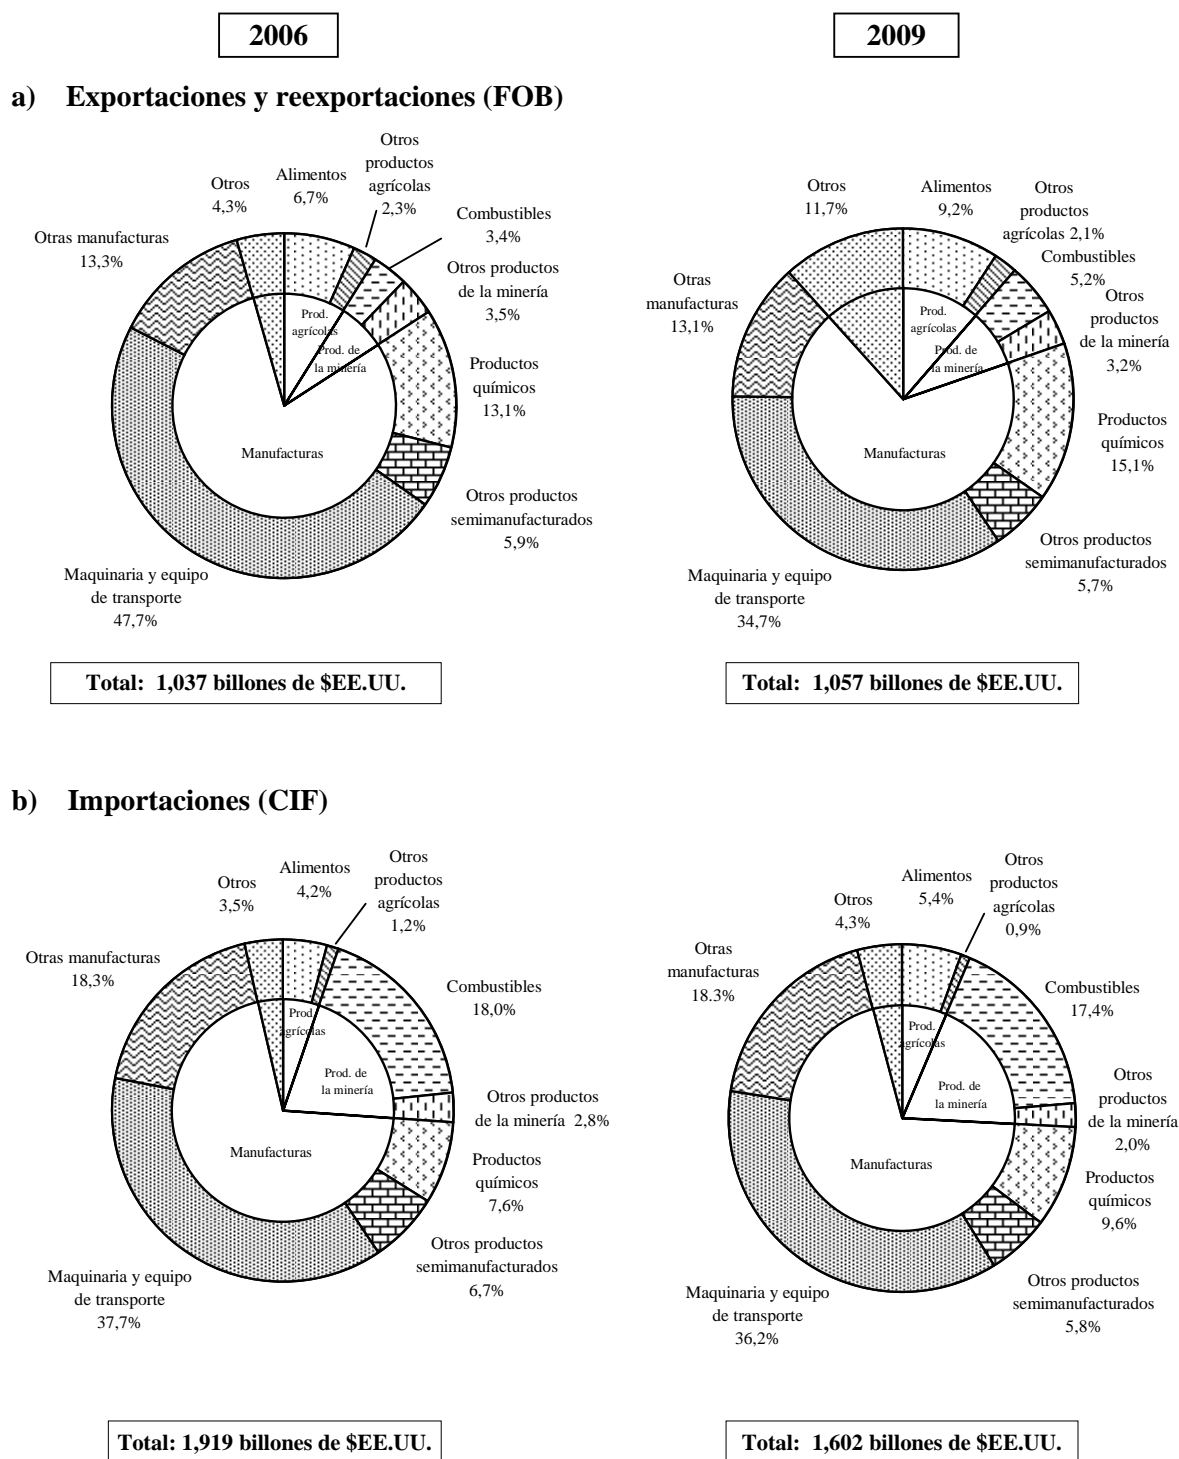 2006
2009
a) Exportaciones y reexportaciones (FOB)
Otros
productos
agrícolas
2,3%
Alimentos
6,7%
Otros
4,3%
Combustibles
3,4%
Otras manufacturas
13,3%
Otros productos
de la minería
3,5%
Prod.
agrícolas
Prod. de
la minería
Productos
químicos
13,1%
Manufacturas
Otros productos
semimanufacturados
5,9%
Maquinaria y equipo
de transporte
47,7%
Total: 1,037 billones de $EE.UU.
Otros
11,7%
Alimentos
9,2%
Otros
productos
agrícolas 2,1%
Combustibles
5,2%
Otras
manufacturas
13,1%
Otros
productos
de la minería
3,2%
Prod.
agrícolas
Prod. de
la minería
Productos
químicos
15,1%
Manufacturas
Otros productos
semimanufacturados
5,7%
Maquinaria y equipo
de transporte
34,7%
Total: 1,057 billones de $EE.UU.
b) Importaciones (CIF)
Otros
productos
agrícolas
1,2%
Alimentos
4,2%
Otros
3,5%
Otras manufacturas
18,3%
Combustibles
18,0%
Prod.
agrícolas
Prod. de
la minería
Otros productos
de la minería 2,8%
Manufacturas
Productos
químicos
7,6%
Otros productos
semimanufacturados
6,7%
Maquinaria y equipo
de transporte
37,7%
Total: 1,919 billones de $EE.UU.
Otros
productos
agrícolas
0,9%
Alimentos
5,4%
Otros
4,3%
Otras
manufacturas
18.3%
Combustibles
17,4%
Prod.
agrícolas
Prod. de
la minería
Otros
productos
de la minería
2,0%
Manufacturas
Productos
químicos
9,6%
Otros productos
semimanufacturados
5,8%
Maquinaria y equipo
de transporte
36,2%
Total: 1,602 billones de $EE.UU.